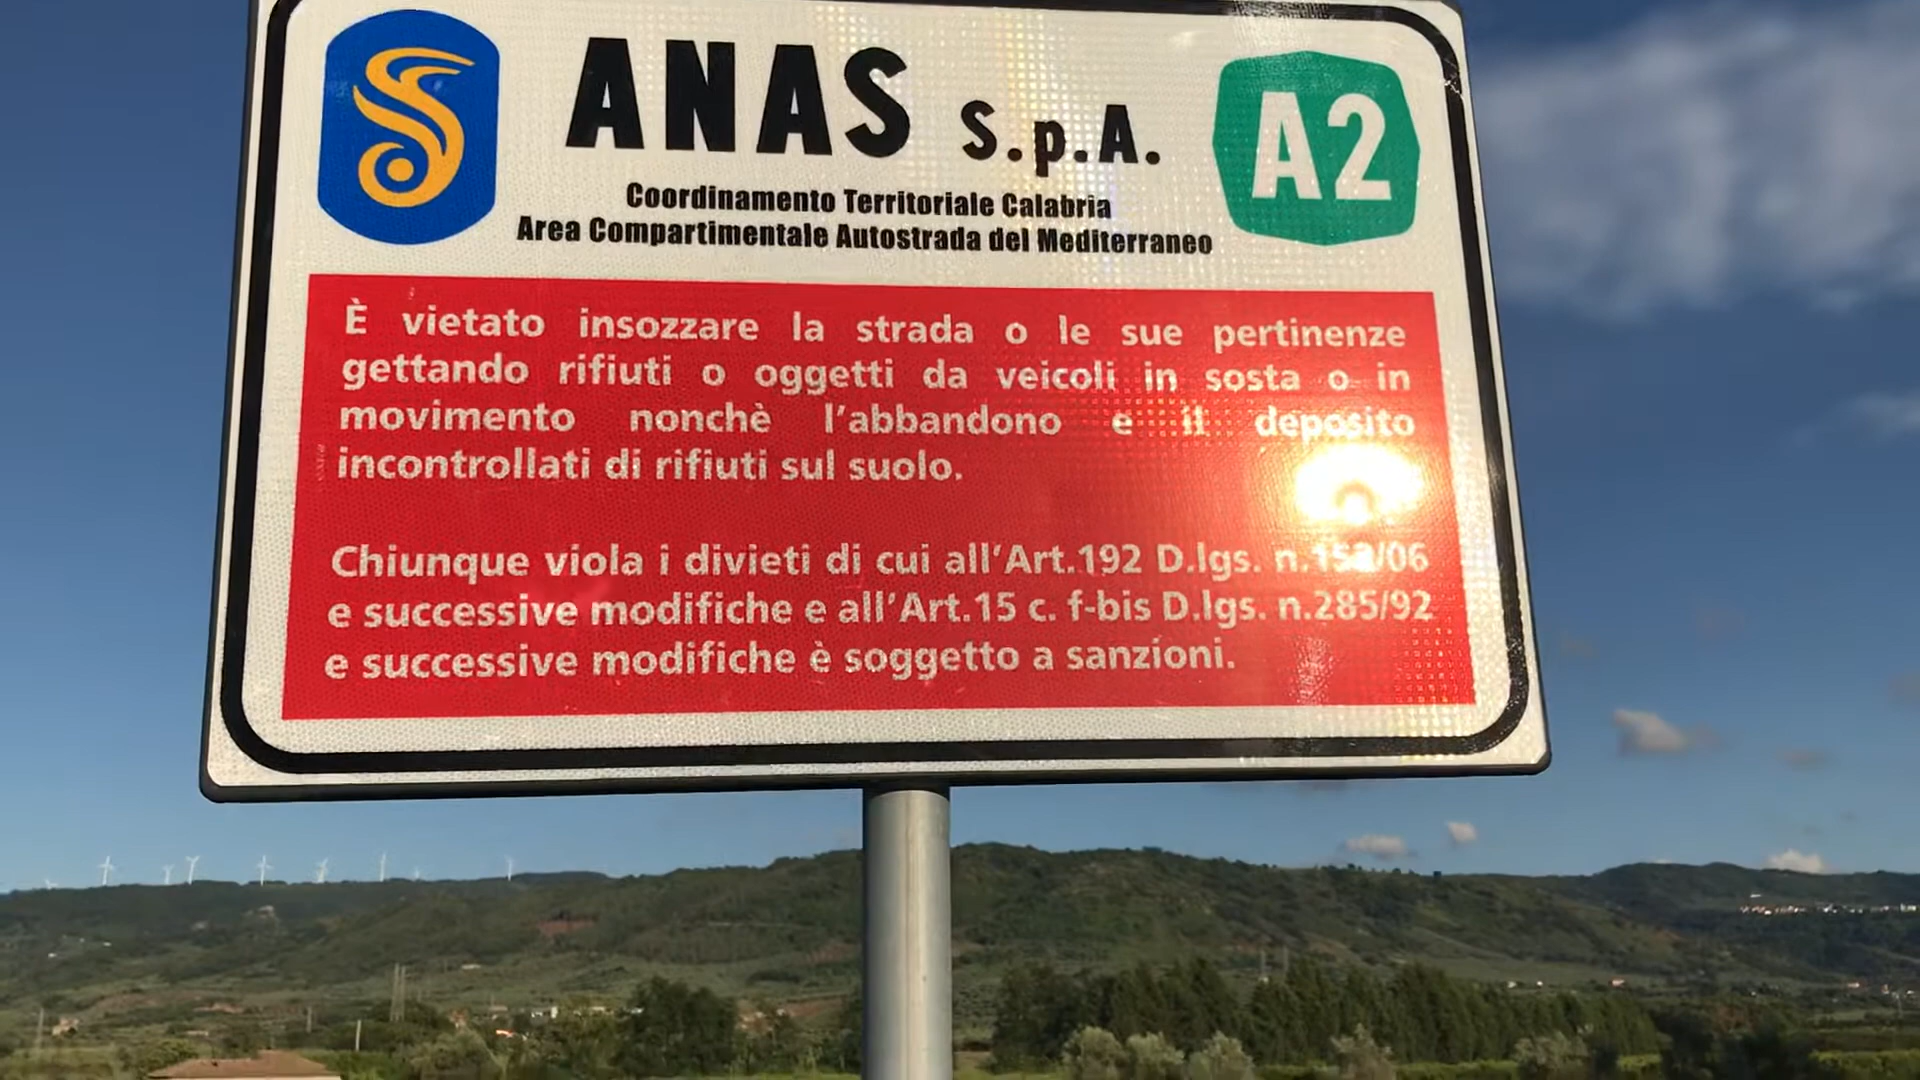 ANAS S.p.A.
A2
Coordinamento Territoriale Calabria
Area Compartimentale Autostrada del Mediterraneo
È vietato insozzare la strada o le sue pertinenze
gettando rifiuti o oggetti da veicoli in sosta o in
movimento nonchè l'abbandono e il deposito
incontrollati di rifiuti sul suolo.
Chiunque viola i divieti di cui all'Art.192 D.lgs. n.152/06
e successive modifiche e all'Art.15 c. f-bis D.lgs. n.285/92
e successive modifiche è soggetto a sanzioni.